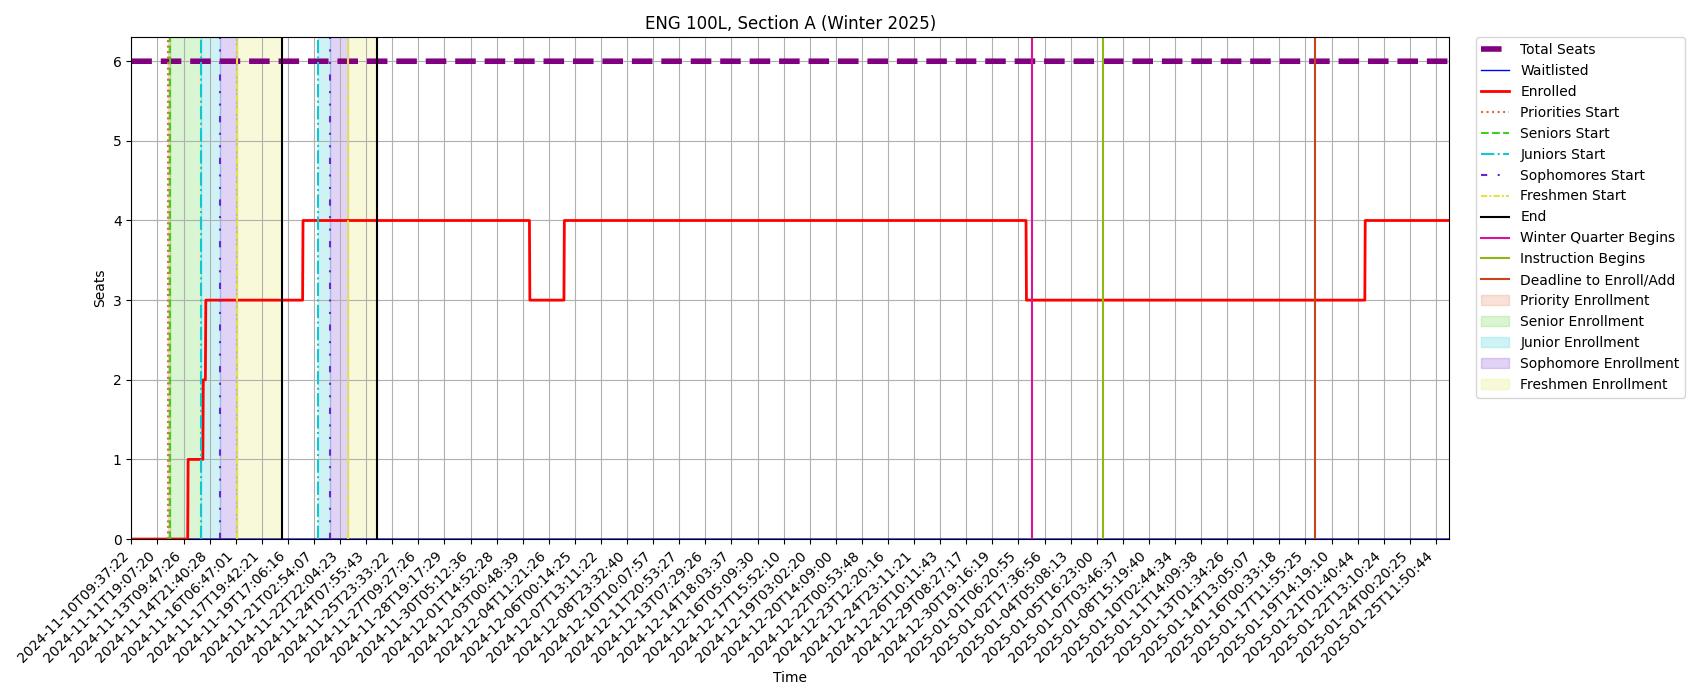 ENG 100L, Section A (Winter 2025)
Seats
6
5
4
3
2
1
0
2024-11-10T09:37:22
2024-11-11T19:07:20
2024-11-13T09:47:26
2024-11-14T21:40:28
2024-11-16T06:47:01
2024-11-17T19:42:21
2024-11-19T17:06:16
2024-11-21T02:54:07
2024-11-22T22:04:23
2024-11-24T07:55:43
2024-11-25T23:33:22
2024-11-27T09:27:26
2024-11-28T19:17:29
2024-11-30T05:12:36
2024-12-01T14:52:28
2024-12-03T00:48:39
2024-12-04T11:21:26
2024-12-06T00:14:25
2024-12-07T13:11:22
2024-12-08T23:32:40
2024-12-10T10:07:57
2024-12-11T20:53:27
2024-12-13T07:29:26
2024-12-14T18:03:37
2024-12-16T05:09:30
2024-12-17T15:52:10
2024-12-19T03:02:20
2024-12-20T14:09:00
2024-12-22T00:53:48
2024-12-23T12:20:16
2024-12-24T23:11:21
2024-12-26T10:11:43
2024-12-29T08:27:17
2024-12-30T19:16:19
2025-01-01T06:20:55
2025-01-02T17:36:56
2025-01-04T05:08:13
2025-01-05T16:23:00
2025-01-07T03:46:37
2025-01-08T15:19:40
2025-01-10T02:44:34
2025-01-11T14:09:38
2025-01-13T01:34:26
2025-01-14T13:05:07
2025-01-16T00:33:18
2025-01-17T11:55:25
2025-01-19T14:19:10
2025-01-21T01:40:44
2025-01-22T13:10:24
2025-01-24T00:20:25
2025-01-25T11:50:44
Time
Total Seats
Waitlisted
Enrolled
Priorities Start
Seniors Start
Juniors Start
Sophomores Start
Freshmen Start
End
Winter Quarter Begins
Instruction Begins
Deadline to Enroll/Add
Priority Enrollment
Senior Enrollment
Junior Enrollment
Sophomore Enrollment
Freshmen Enrollment